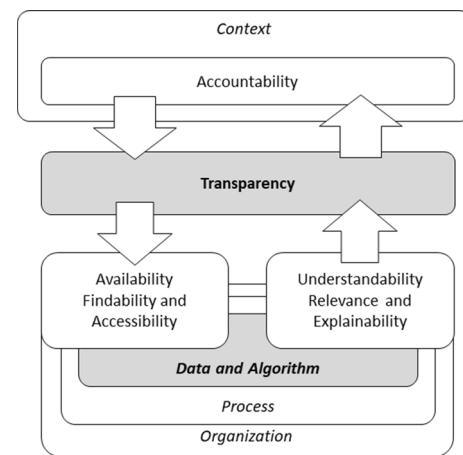 Context
Accountability
Transparency
Availability
Findability and
Accessibility
Understandability
Relevance and
Explainability
Data and Algorithm
Process
Organization